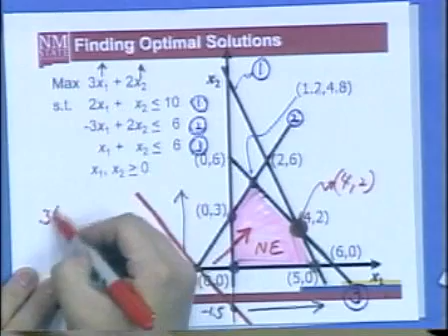 NM STATE Finding Optimal Solutions
Max 3x₁ + 2x₂
s.t. 2x₁ + x₂ ≤ 10 ①
-3x₁ + 2x₂ ≤ 6 ②
x₁ + x₂ ≤ 6 ③
x₁, x₂ ≥ 0
x₂
①
(1.2, 4.8)
②
(0,6)
(2,6)
(4,2)
(0,3)
(4,2)
NE
(6,0)
(6,0)
(5,0)
x₁
-1.5
③